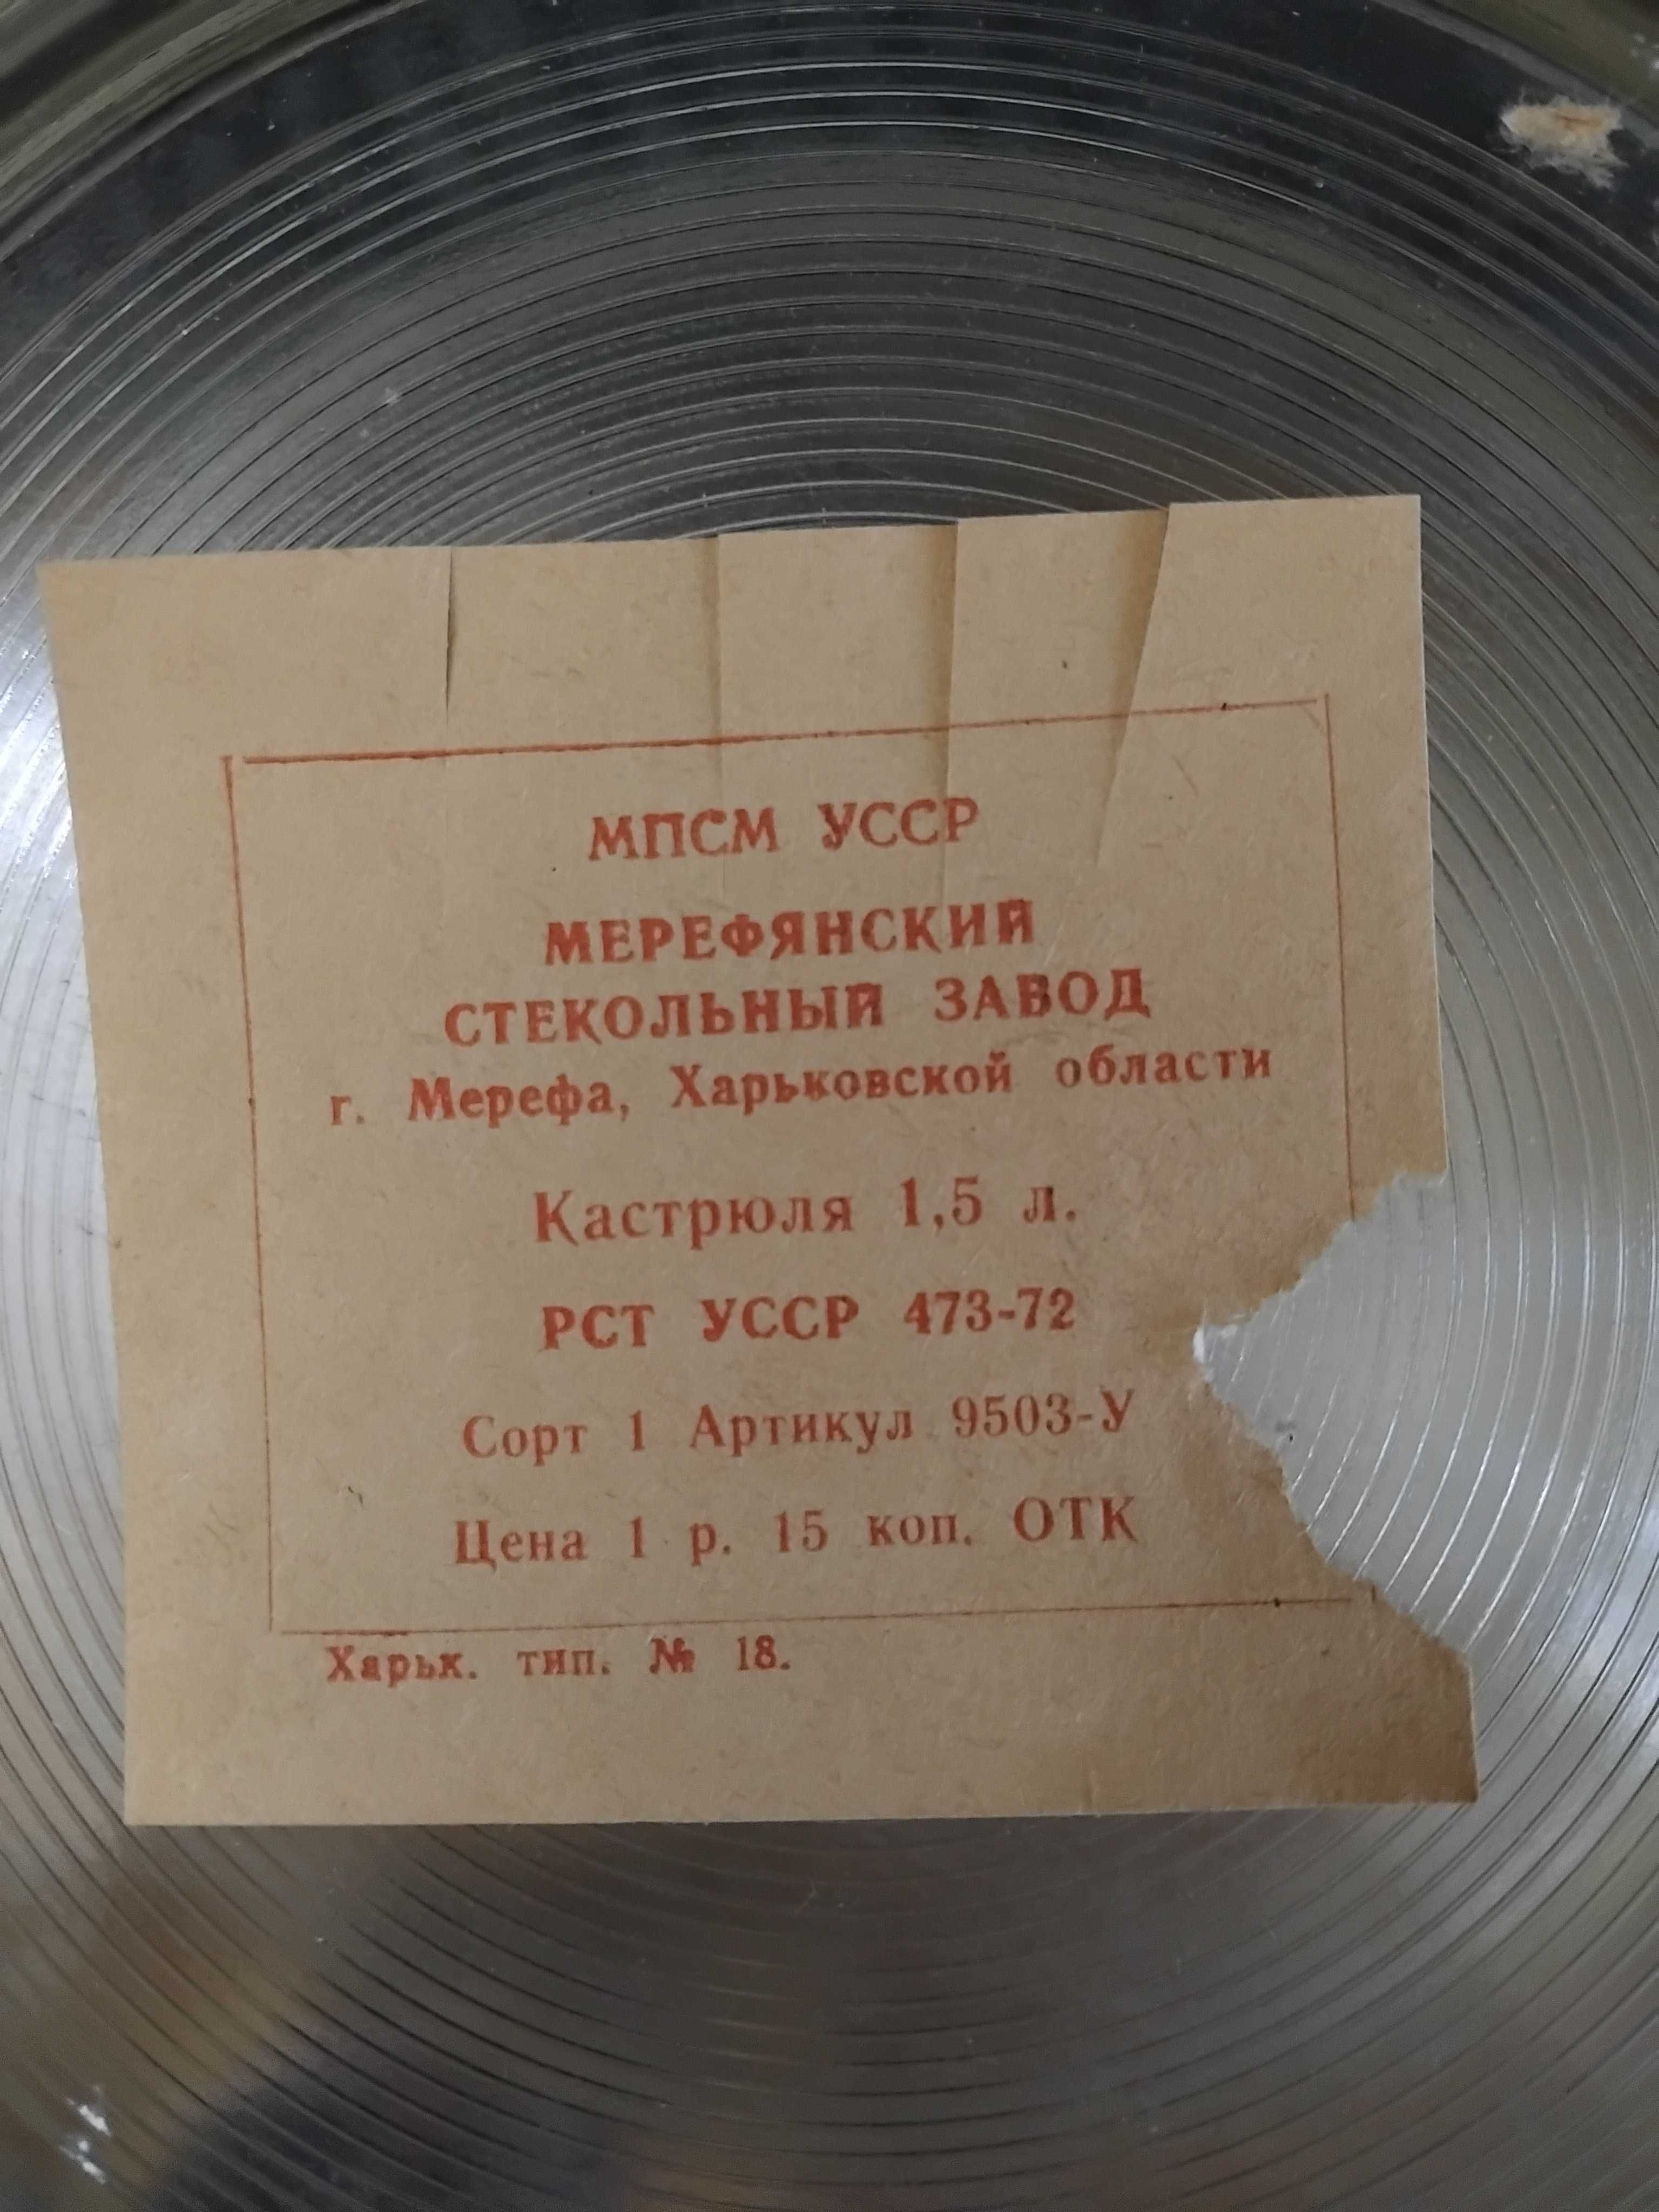 МПСМ УССР
МЕРЕФЯНСКИЙ
СТЕКОЛЬНЫЙ ЗАВОД
г. Мерефа, Харьковской области
Кастрюля 1,5 л.
РСТ УССР 473-72
Сорт 1 Артикул 9503-У
Цена 1 р. 15 коп. ОТК
Харьк. тип. № 18.